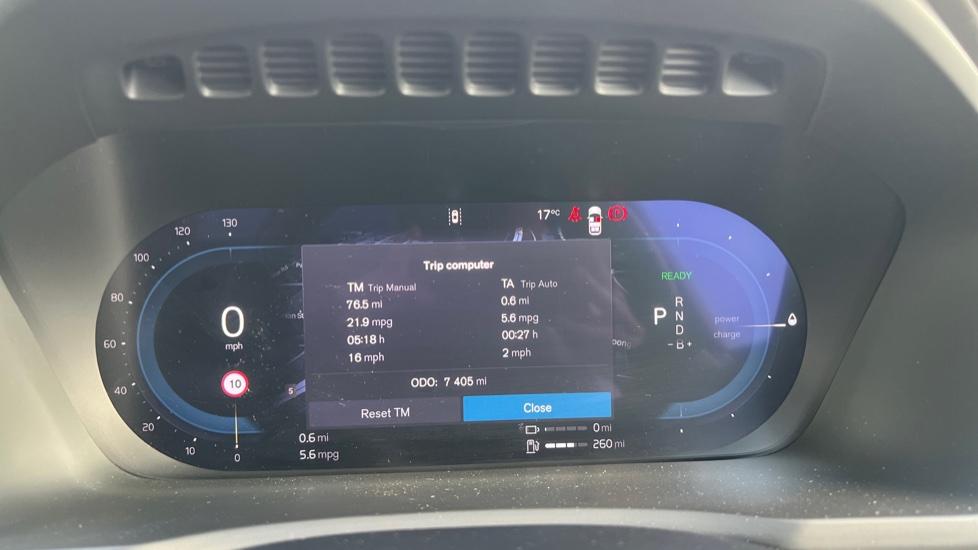 130
120
100
80
60
40
20
10
0
17°C
Trip computer
TM Trip Manual
76.5 mi
21.9 mpg
05:18 h
16 mph
TA Trip Auto
0.6 mi
5.6 mpg
00:27 h
2 mph
ODO: 7 405 mi
Reset TM
Close
0
mph
10
5
READY
P
R
N
D
- B +
power
charge
0.6 mi
5.6 mpg
0 mi
260 mi